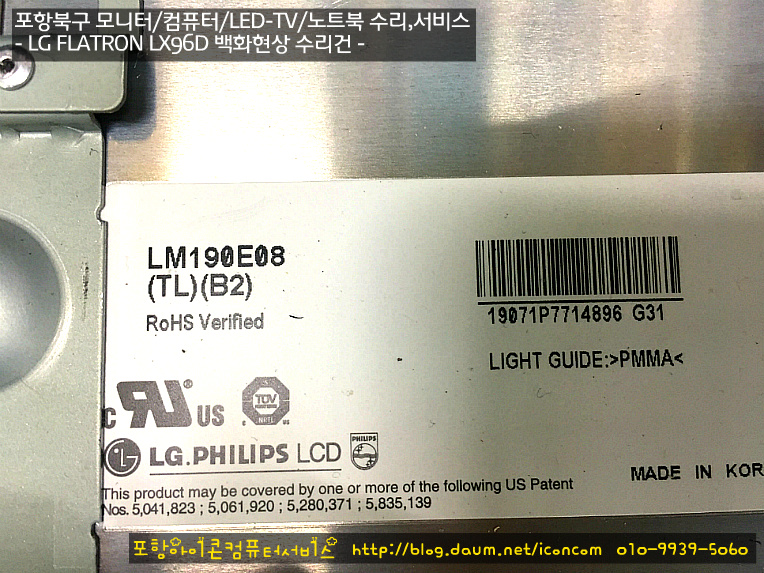 포항북구 모니터/컴퓨터/LED-TV/노트북 수리,서비스
- LG FLATRON LX96D 백화현상 수리건 -
LM190E08
(TL)(B2)
RoHS Verified
19071P7714896 G31
LIGHT GUIDE:>PMMA<
c UR US
TUV
LG.PHILIPS LCD PHILIPS
MADE IN KOR
This product may be covered by one or more of the following US Patent
Nos. 5,041,823 ; 5,061,920 ; 5,280,371 ; 5,835,139
포항아이콘컴퓨터서비스 http://blog.daum.net/iconcom 010-9939-5060